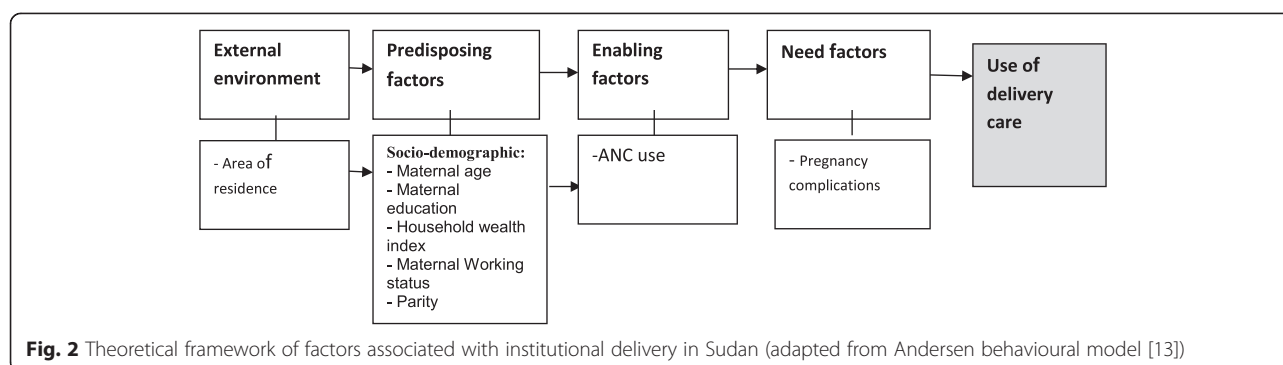 External
environment
Predisposing
factors
Enabling
factors
Need factors
Use of
delivery
care
- Area of
residence
Socio-demographic:
- Maternal age
- Maternal
education
- Household wealth
index
- Maternal Working
status
- Parity
-ANC use
- Pregnancy
complications
Fig. 2 Theoretical framework of factors associated with institutional delivery in Sudan (adapted from Andersen behavioural model [13])